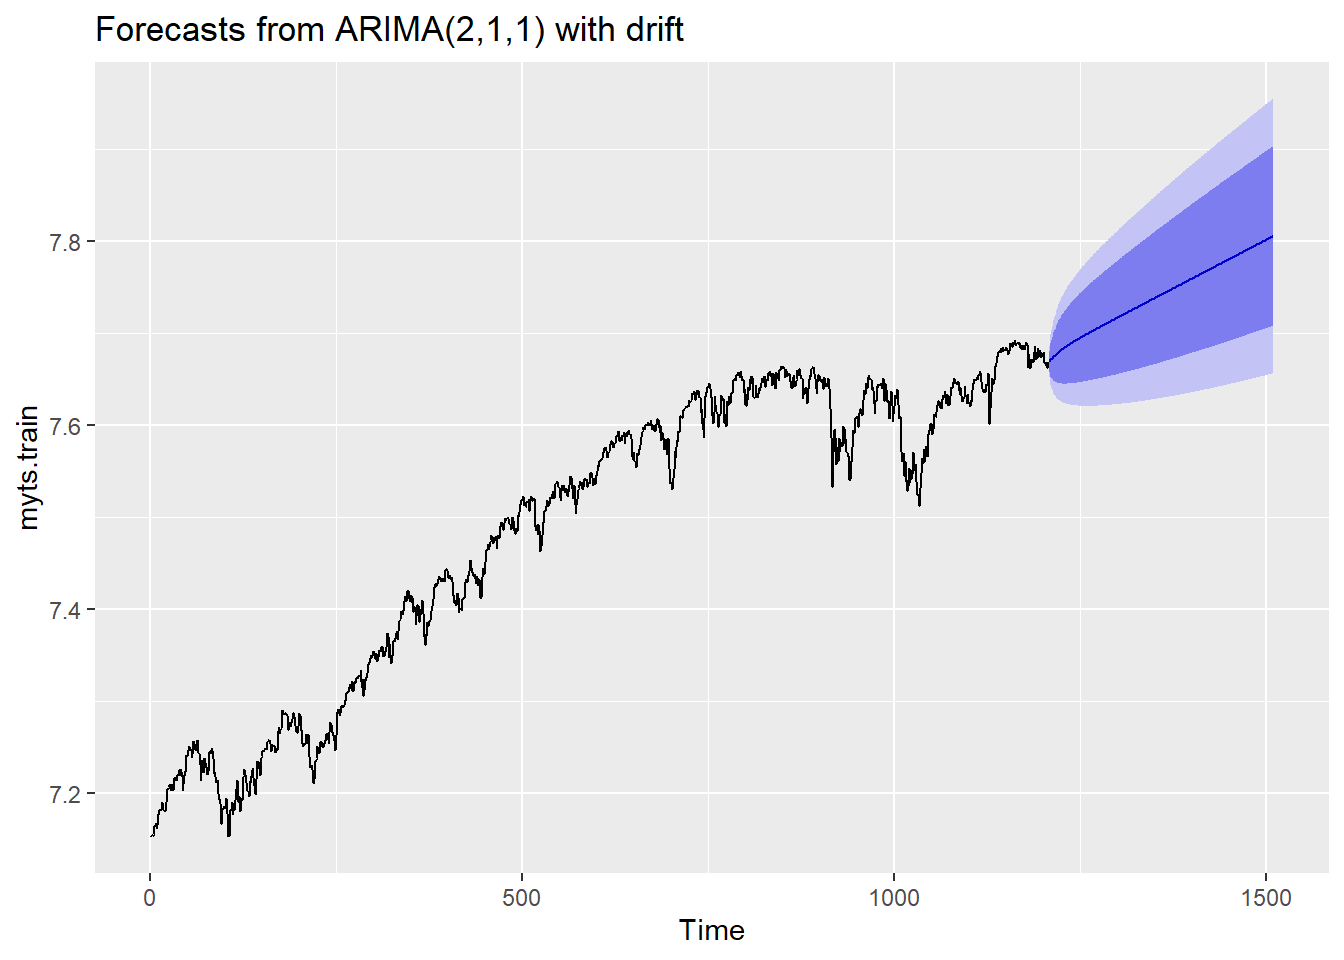 Forecasts from ARIMA(2,1,1) with drift
7.8
7.6
7.4
7.2
myts.train
0 500 1000 1500
Time